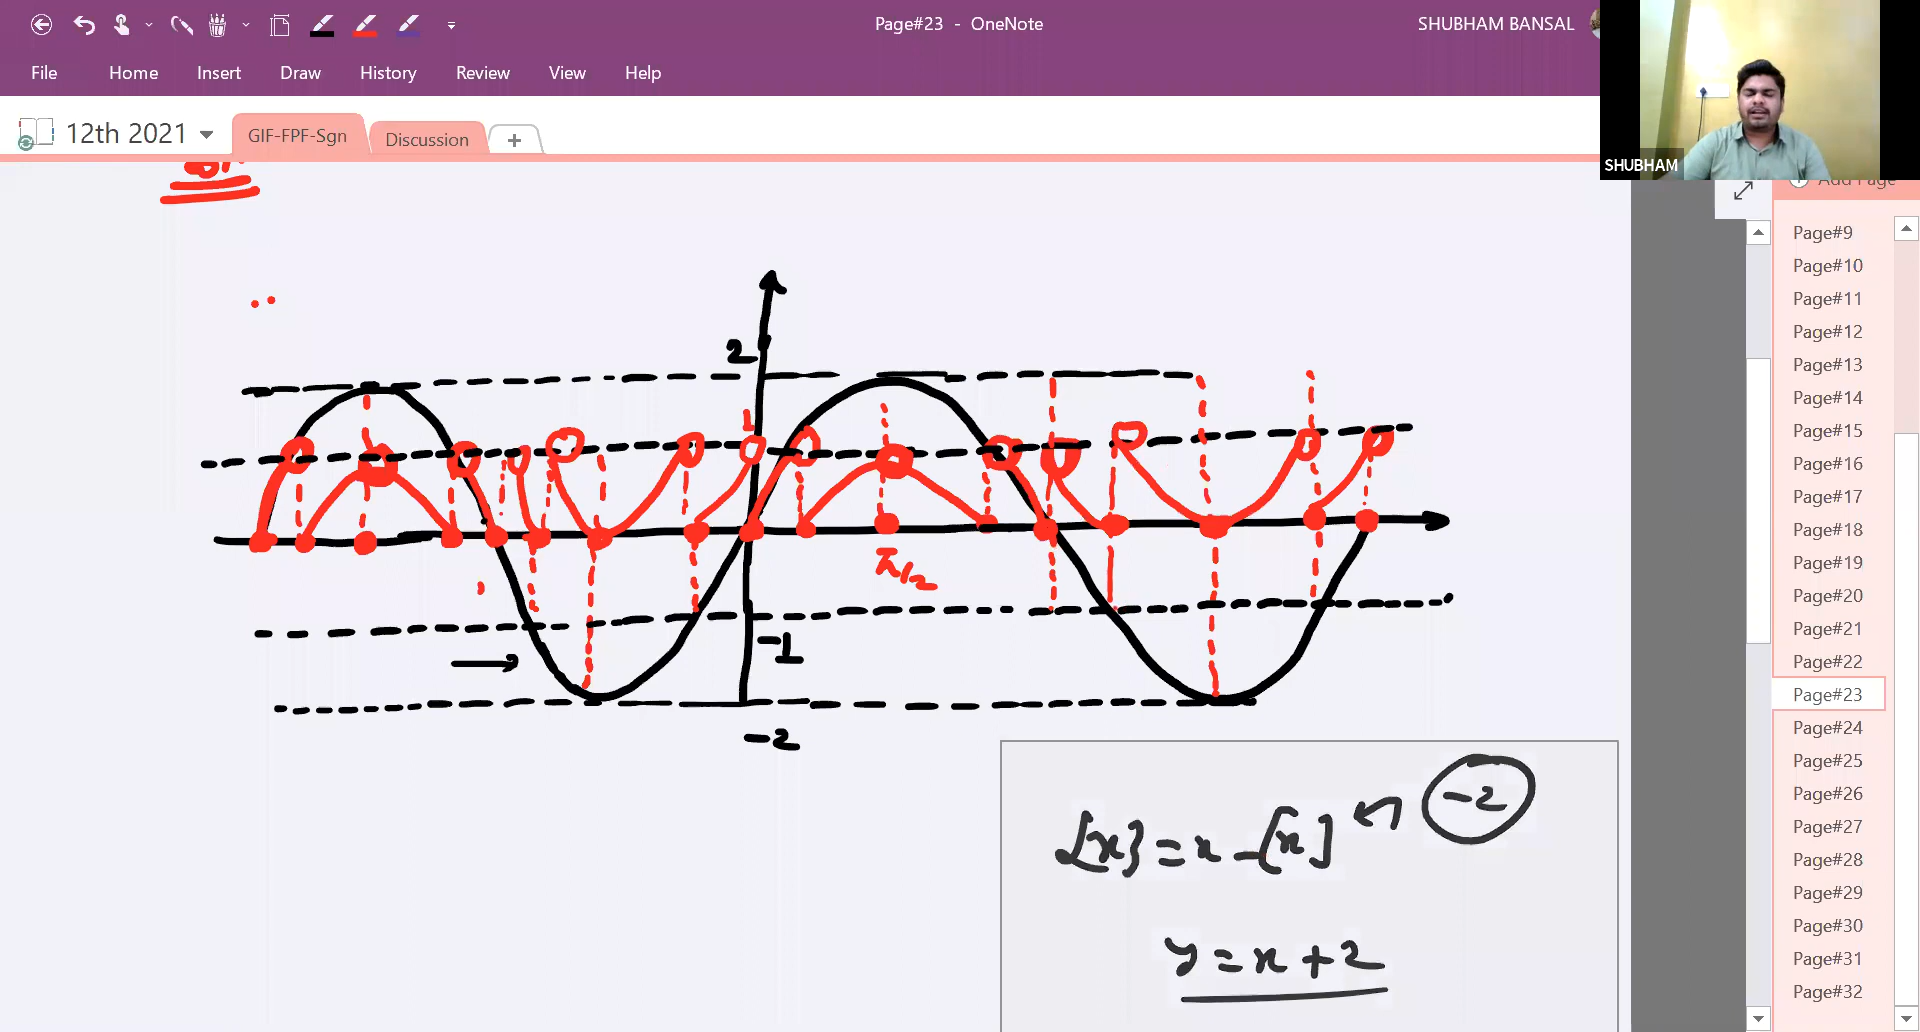 Page#23 - OneNote
SHUBHAM BANSAL
File Home Insert Draw History Review View Help
SHUBHAM
12th 2021
GIF-FPF-Sgn
Discussion
+
Add Page
Page#9
Page#10
Page#11
Page#12
Page#13
Page#14
Page#15
Page#16
Page#17
Page#18
Page#19
Page#20
Page#21
Page#22
Page#23
Page#24
Page#25
Page#26
Page#27
Page#28
Page#29
Page#30
Page#31
Page#32
2
1
π/2
-1
-2
{x} = x - [x]
-2
y = x + 2